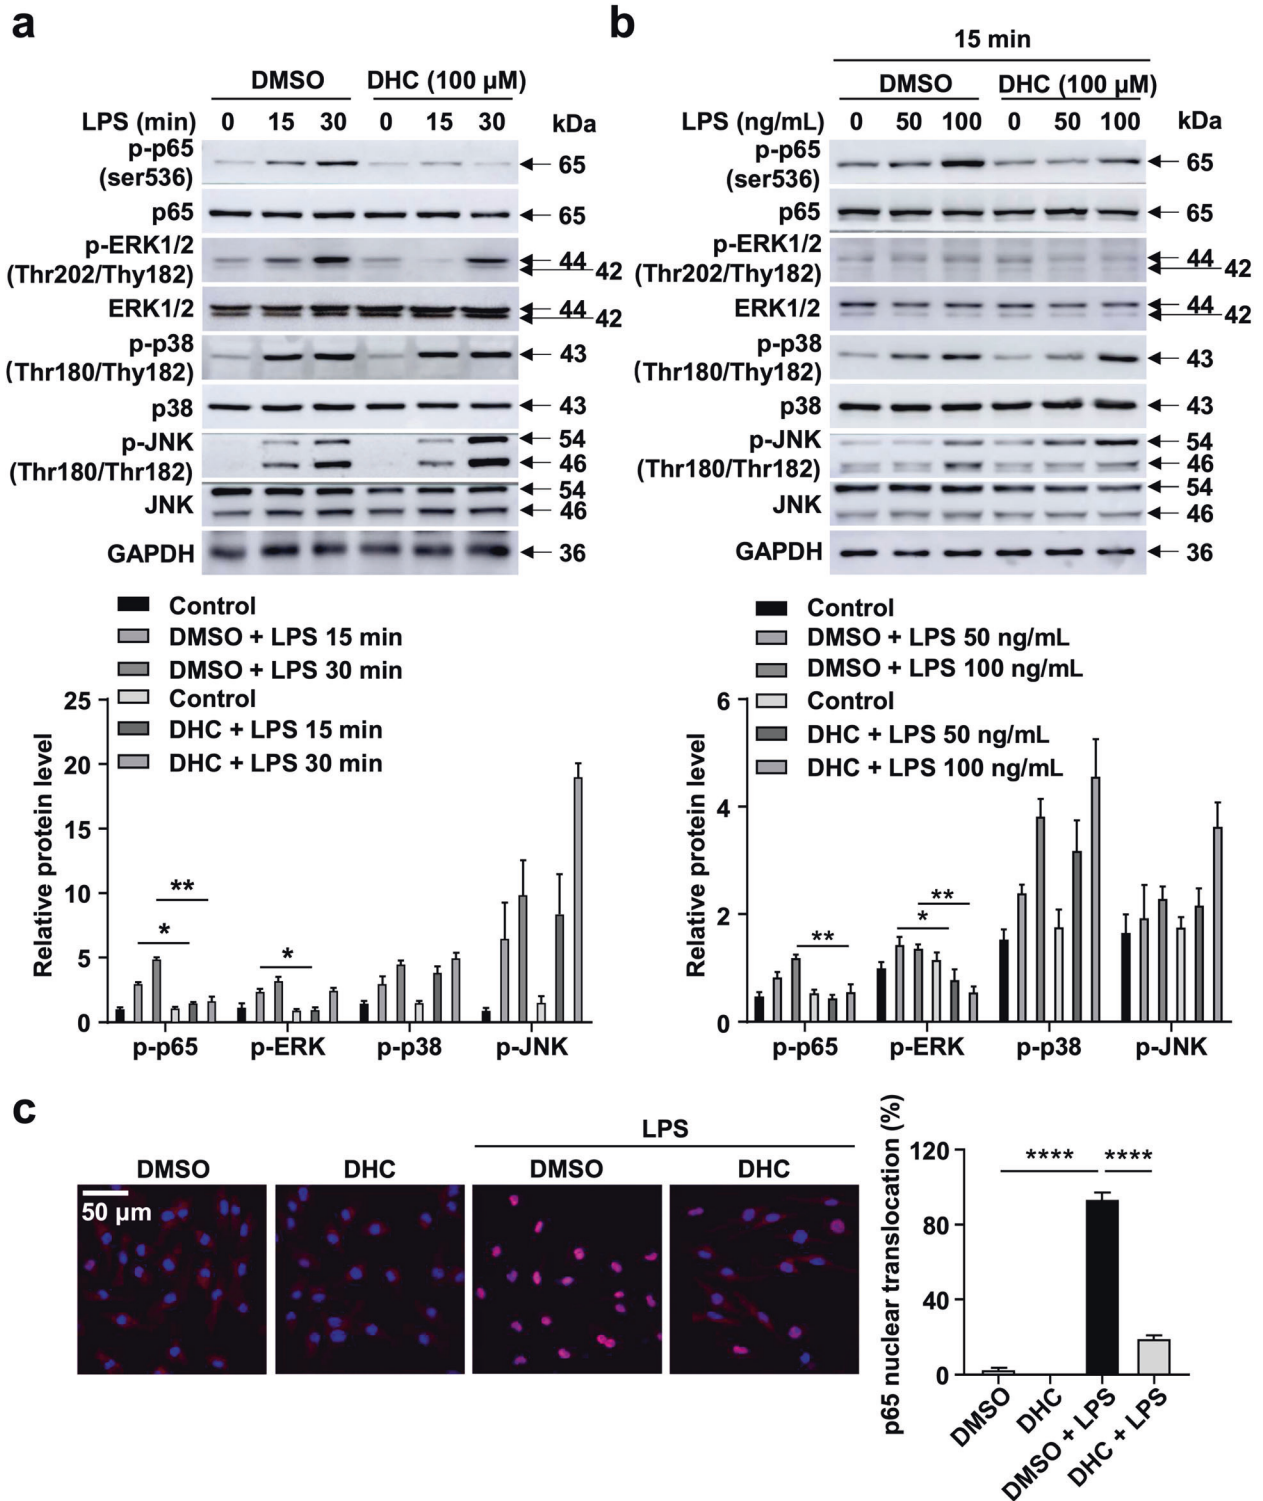 a
DMSO DHC (100 µM)
LPS (min) 0 15 30 0 15 30 kDa
p-p65
(ser536) 65
p65 65
p-ERK1/2
(Thr202/Thy182) 44 42
ERK1/2 44 42
p-p38
(Thr180/Thy182) 43
p38 43
p-JNK 54
(Thr180/Thr182) 46
JNK 54 46
GAPDH 36
Control
DMSO + LPS 15 min
DMSO + LPS 30 min
Control
DHC + LPS 15 min
DHC + LPS 30 min
Relative protein level
25
20
15
10
5
0
**
*
*
p-p65 p-ERK p-p38 p-JNK
b
15 min
DMSO DHC (100 µM)
LPS (ng/mL) 0 50 100 0 50 100 kDa
p-p65
(ser536) 65
p65 65
p-ERK1/2
(Thr202/Thy182) 44 42
ERK1/2 44 42
p-p38
(Thr180/Thy182) 43
p38 43
p-JNK 54
(Thr180/Thr182) 46
JNK 54 46
GAPDH 36
Control
DMSO + LPS 50 ng/mL
DMSO + LPS 100 ng/mL
Control
DHC + LPS 50 ng/mL
DHC + LPS 100 ng/mL
Relative protein level
6
4
2
0
**
**
*
p-p65 p-ERK p-p38 p-JNK
c
LPS
DMSO DHC DMSO DHC
50 µm
p65 nuclear translocation (%)
120
80
40
0
**** ****
DMSO
DHC
DMSO + LPS
DHC + LPS